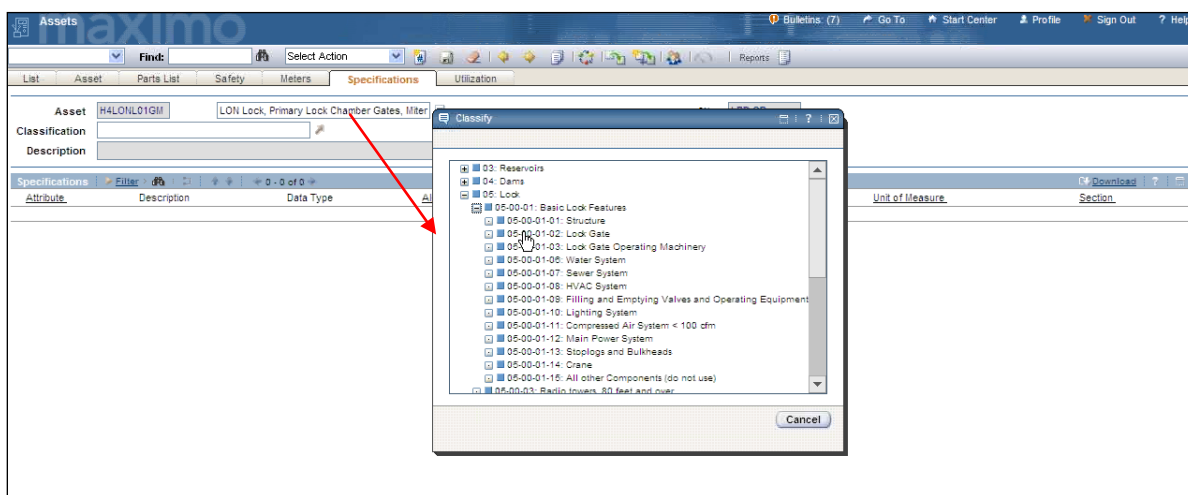 Assets
maximo
Bulletins: (7) Go To Start Center Profile Sign Out ? Help
Find: Select Action Reports
List Asset Parts List Safety Meters Specifications Utilization
Asset H4LONL01GM LON Lock, Primary Lock Chamber Gates, Miter
Classification
Description
Specifications Filter 0 - 0 of 0 Download ?
Attribute Description Data Type Unit of Measure Section
Classify ?
03: Reservoirs
04: Dams
05: Lock
05-00-01: Basic Lock Features
05-00-01-01: Structure
05-00-01-02: Lock Gate
05-00-01-03: Lock Gate Operating Machinery
05-00-01-06: Water System
05-00-01-07: Sewer System
05-00-01-08: HVAC System
05-00-01-09: Filling and Emptying Valves and Operating Equipment
05-00-01-10: Lighting System
05-00-01-11: Compressed Air System < 100 cfm
05-00-01-12: Main Power System
05-00-01-13: Stoplogs and Bulkheads
05-00-01-14: Crane
05-00-01-15: All other Components (do not use)
05-00-03: Radio towers, 80 feet and over
Cancel